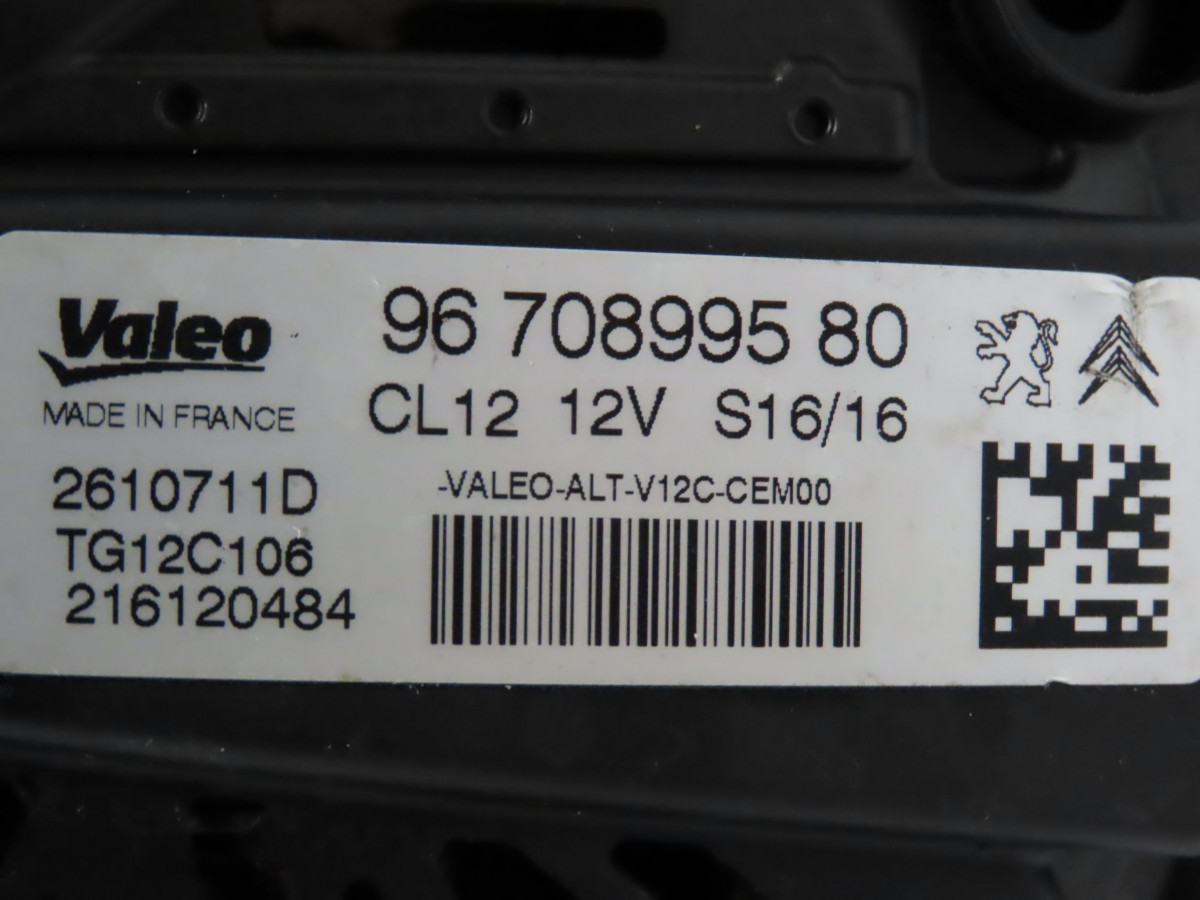 Valeo
MADE IN FRANCE
96 708995 80
CL12 12V S16/16
2610711D
TG12C106
216120484
-VALEO-ALT-V12C-CEM00